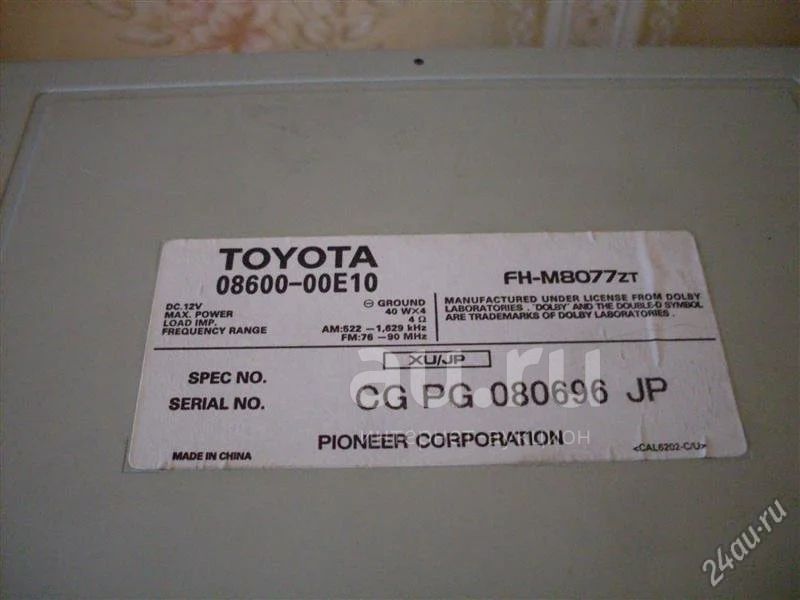 TOYOTA
08600-00E10
FH-M8077ZT
DC.12V ⊖ GROUND
MAX. POWER 40 W×4
LOAD IMP. 4 Ω
FREQUENCY RANGE AM:522 –1,629 kHz
FM:76 –90 MHz
MANUFACTURED UNDER LICENSE FROM DOLBY
LABORATORIES. "DOLBY" AND THE DOUBLE-D SYMBOL
ARE TRADEMARKS OF DOLBY LABORATORIES.
XU/JP
SPEC NO.
SERIAL NO. CG PG 080696 JP
au.ru
PIONEER CORPORATION
MADE IN CHINA
<CAL6202-C/U>
24au.ru